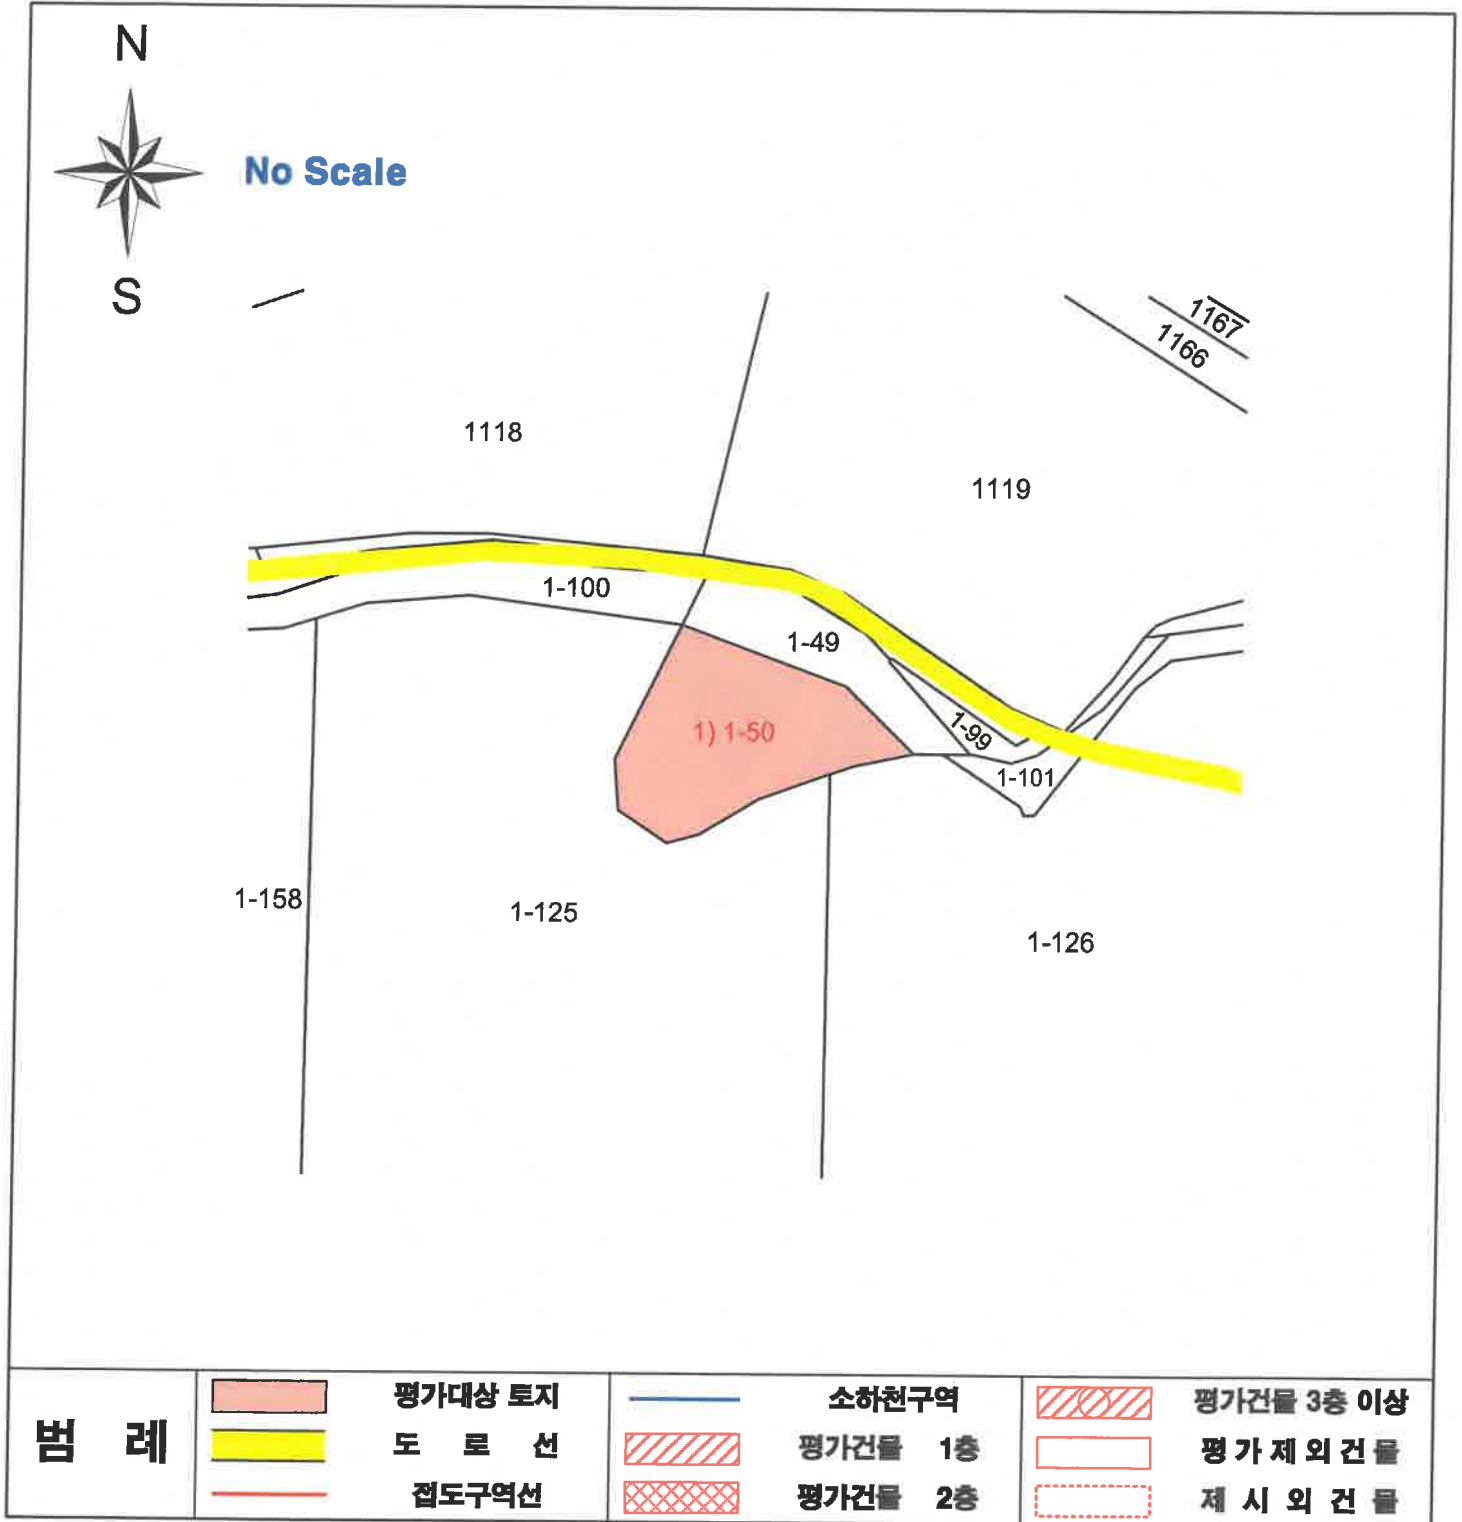 N
No Scale
S
1167
1166
1118
1119
1-100
1-49
1) 1-50
1-99
1-101
1-158
1-125
1-126
범 례
평가대상 토지
도 로 선
접도구역선
소하천구역
평가건물 1층
평가건물 2층
평가건물 3층 이상
평가제외건물
제시외건물